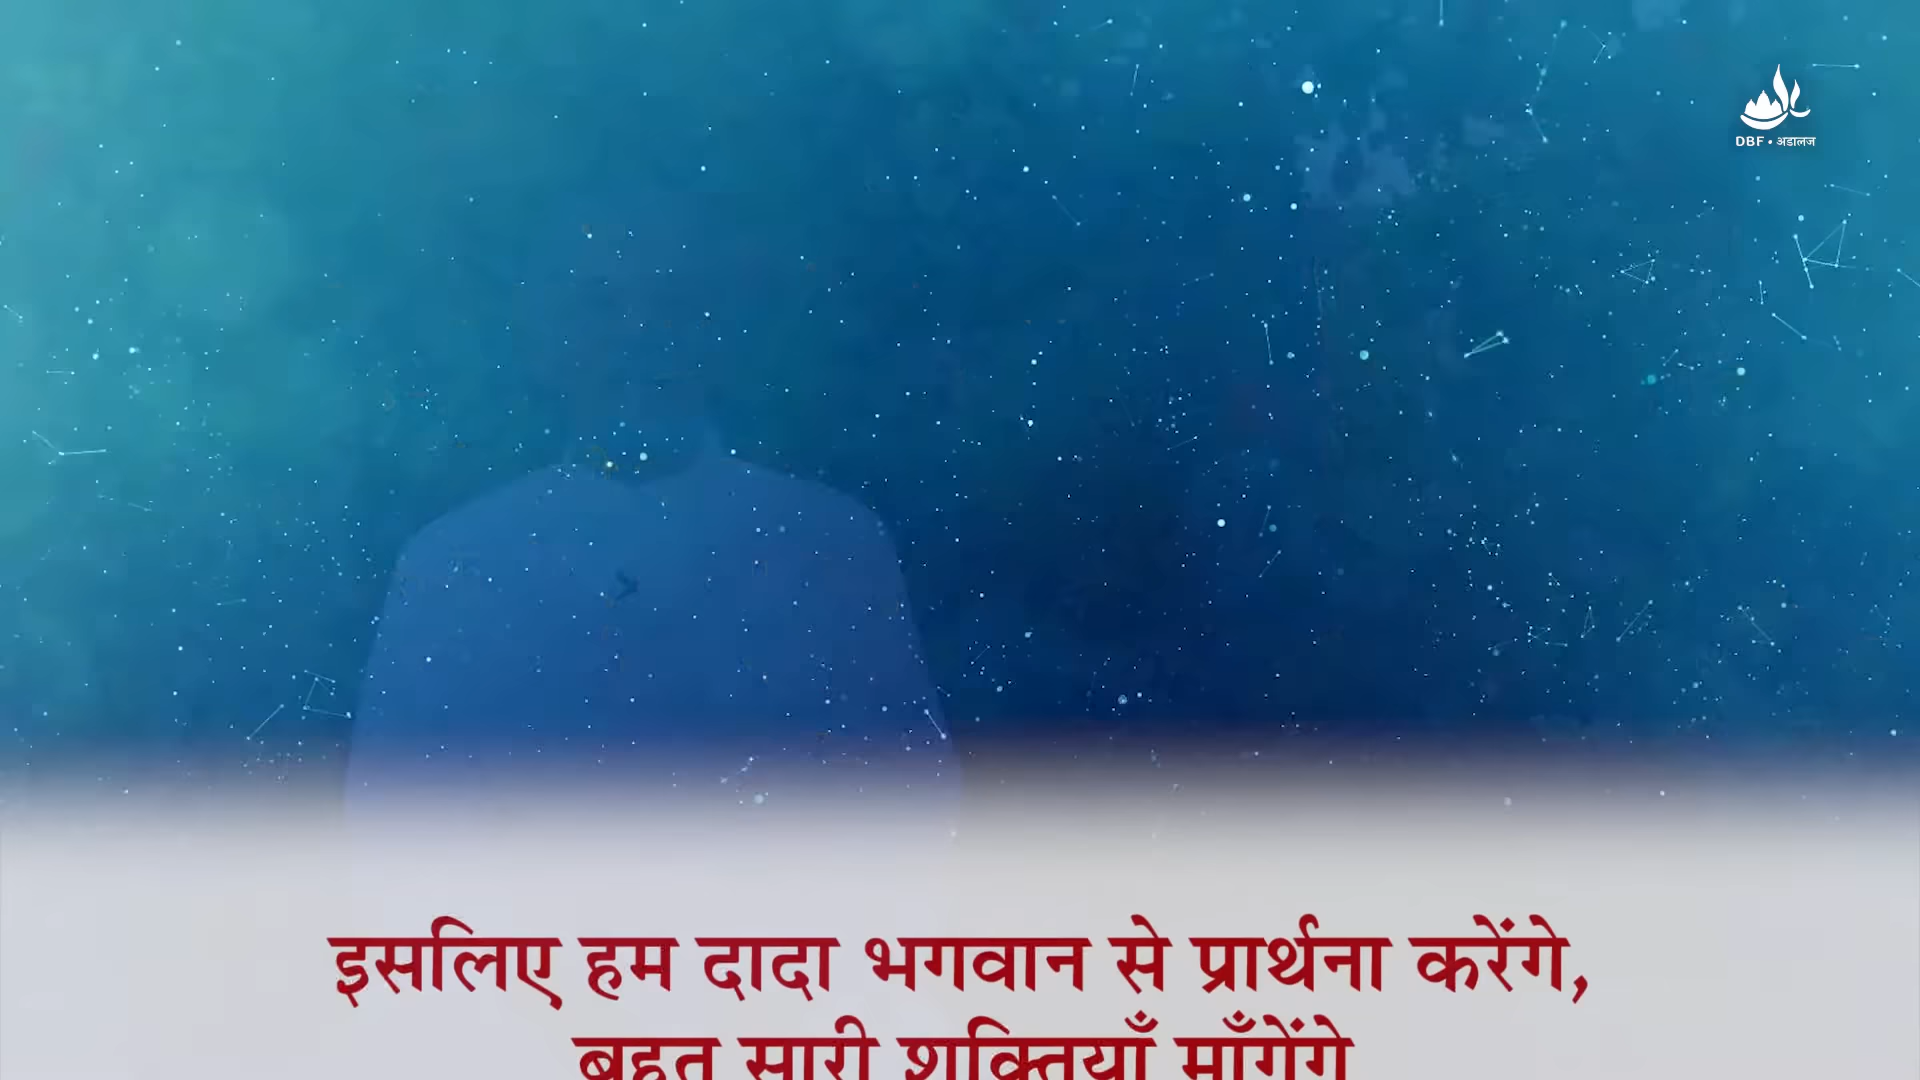 DBF • अडालज
इसलिए हम दादा भगवान से प्रार्थना करेंगे,
बहुत सारी शक्तियाँ माँगेंगे